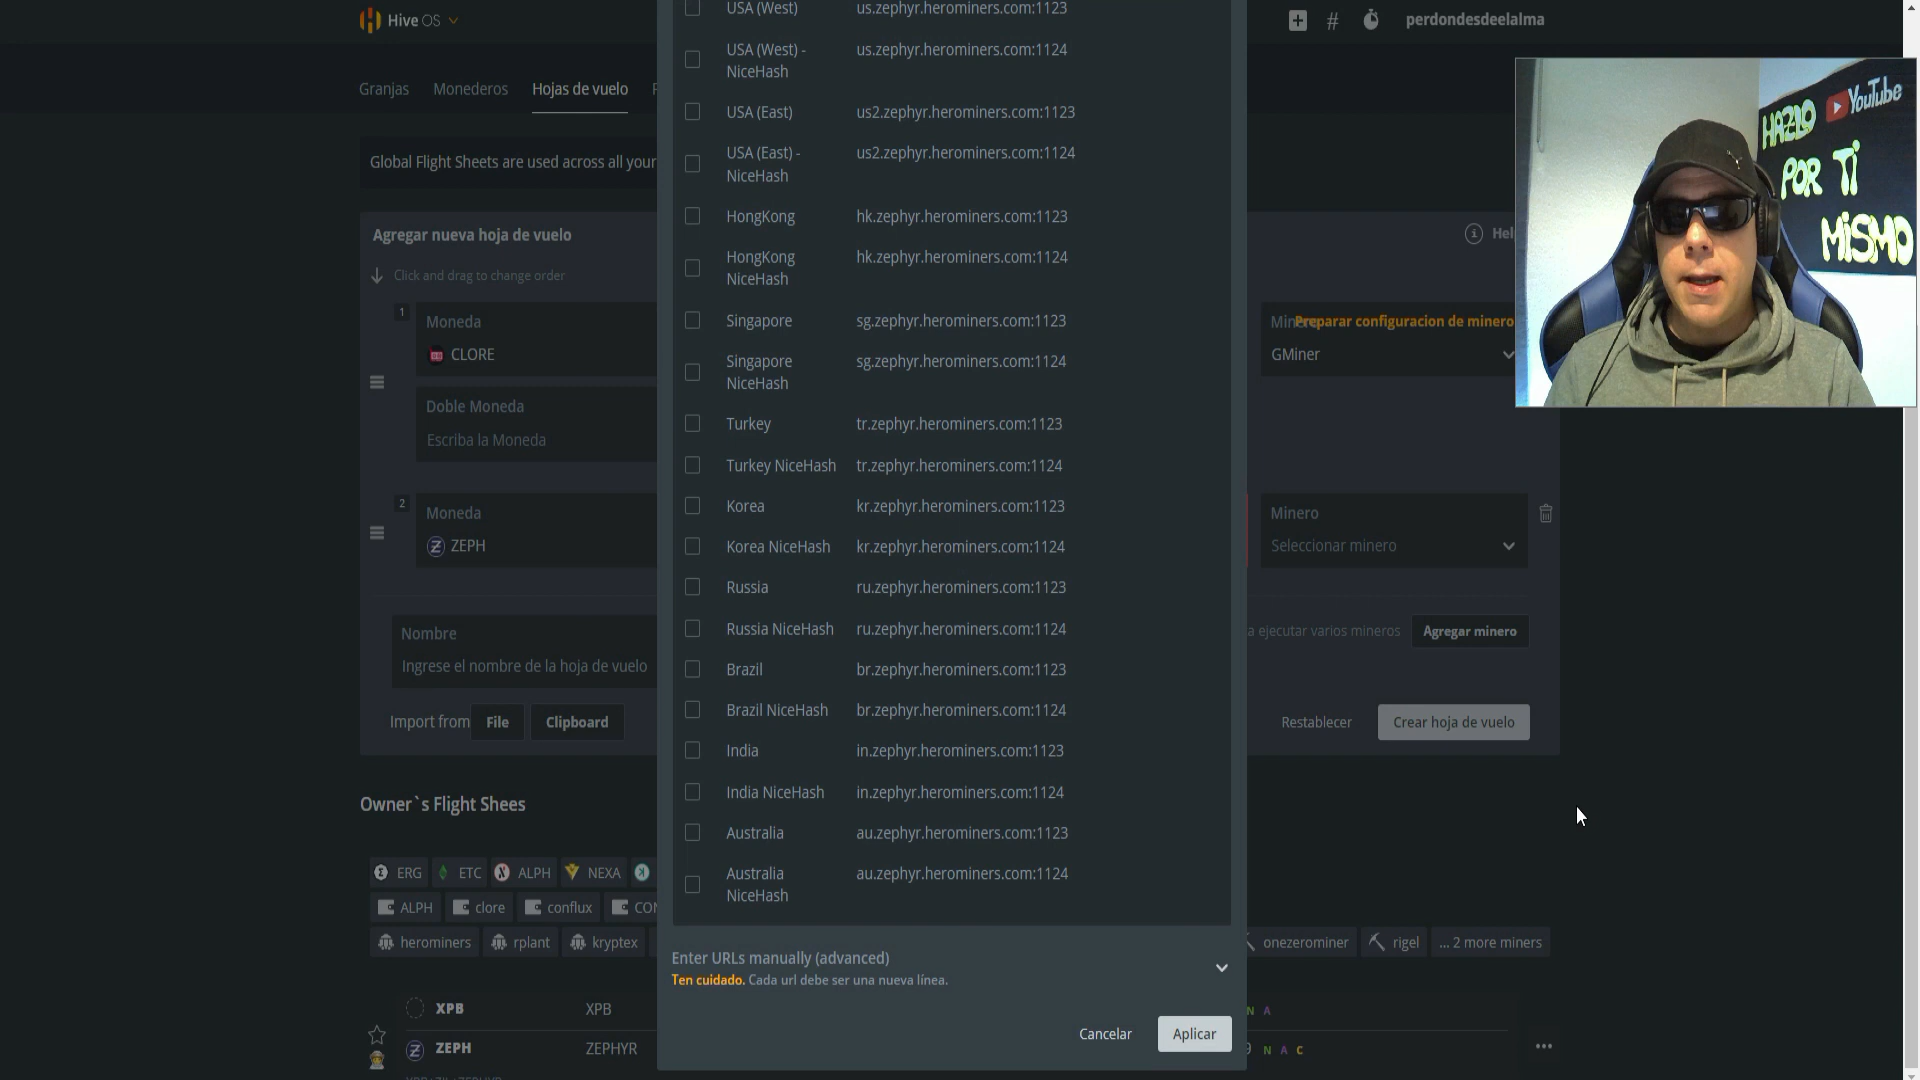 Hive OS
perdondesdeelalma
Granjas
Monederos
Hojas de vuelo
Global Flight Sheets are used across all your
Agregar nueva hoja de vuelo
Click and drag to change order
1
Moneda
CLORE
Doble Moneda
Escriba la Moneda
2
Moneda
ZEPH
Nombre
Ingrese el nombre de la hoja de vuelo
Import from
File
Clipboard
USA (West)
us.zephyr.herominers.com:1123
USA (West) -
NiceHash
us.zephyr.herominers.com:1124
USA (East)
us2.zephyr.herominers.com:1123
USA (East) -
NiceHash
us2.zephyr.herominers.com:1124
HongKong
hk.zephyr.herominers.com:1123
HongKong
NiceHash
hk.zephyr.herominers.com:1124
Singapore
sg.zephyr.herominers.com:1123
Singapore
NiceHash
sg.zephyr.herominers.com:1124
Turkey
tr.zephyr.herominers.com:1123
Turkey NiceHash
tr.zephyr.herominers.com:1124
Korea
kr.zephyr.herominers.com:1123
Korea NiceHash
kr.zephyr.herominers.com:1124
Russia
ru.zephyr.herominers.com:1123
Russia NiceHash
ru.zephyr.herominers.com:1124
Brazil
br.zephyr.herominers.com:1123
Brazil NiceHash
br.zephyr.herominers.com:1124
India
in.zephyr.herominers.com:1123
India NiceHash
in.zephyr.herominers.com:1124
Australia
au.zephyr.herominers.com:1123
Australia
NiceHash
au.zephyr.herominers.com:1124
Enter URLs manually (advanced)
Ten cuidado. Cada url debe ser una nueva línea.
Cancelar
Aplicar
YouTube
HAZLO
POR TI
MISMO
Preparar configuracion de minero
GMiner
Minero
Seleccionar minero
a ejecutar varios mineros
Agregar minero
Restablecer
Crear hoja de vuelo
Owner`s Flight Shees
ERG
ETC
ALPH
NEXA
ALPH
clore
conflux
herominers
rplant
kryptex
onezerominer
rigel
... 2 more miners
XPB
XPB
N A
ZEPH
ZEPHYR
N A C